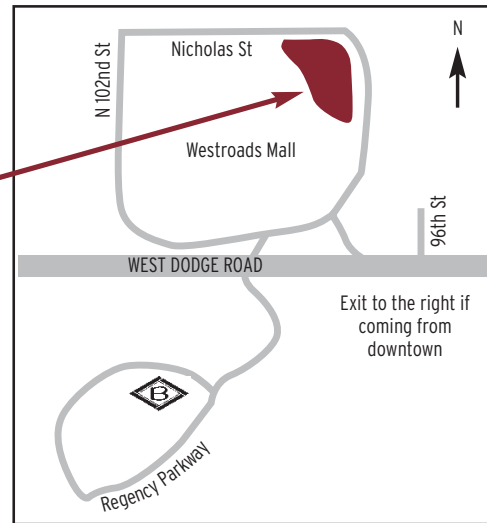 N
Nicholas St
N 102nd St
Westroads Mall
96th St
WEST DODGE ROAD
Exit to the right if
coming from
downtown
B
Regency Parkway